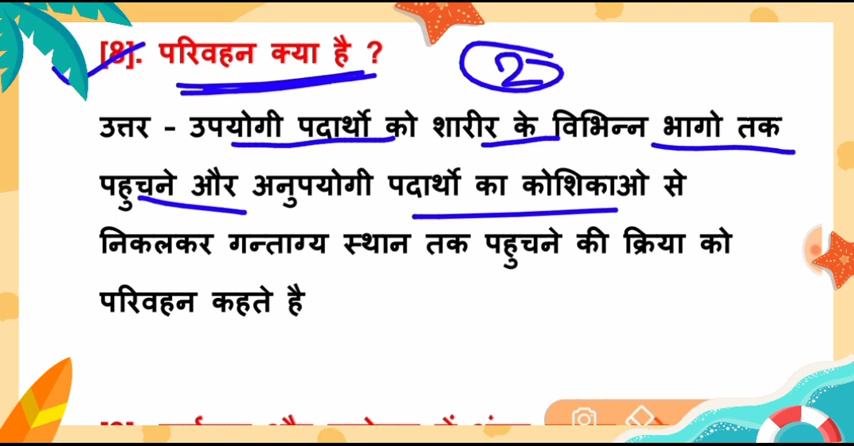 [8]. परिवहन क्या है ?
2
उत्तर - उपयोगी पदार्थो को शारीर के विभिन्न भागो तक
पहुचने और अनुपयोगी पदार्थो का कोशिकाओ से
निकलकर गन्ताग्य स्थान तक पहुचने की क्रिया को
परिवहन कहते है